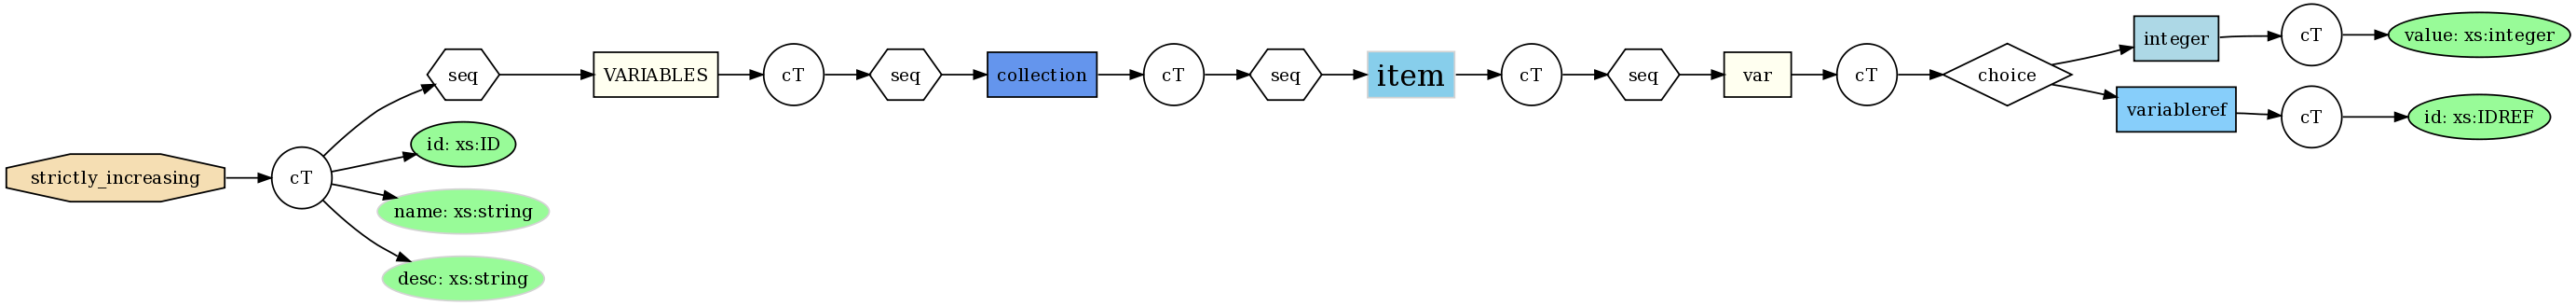 strictly_increasing
cT
seq
id: xs:ID
name: xs:string
desc: xs:string
VARIABLES
cT
seq
collection
cT
seq
item
cT
seq
var
cT
choice
integer
cT
value: xs:integer
variableref
cT
id: xs:IDREF